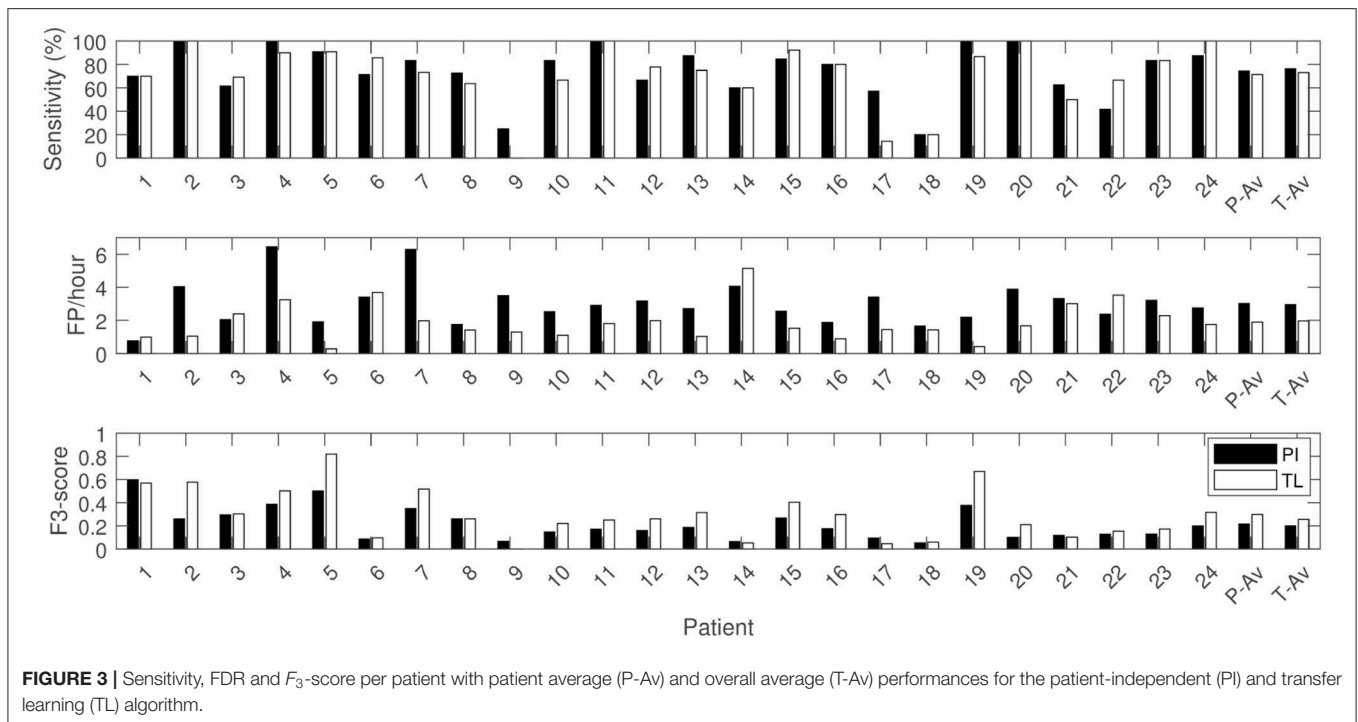 Sensitivity (%)
100
80
60
40
20
0
1 2 3 4 5 6 7 8 9 10 11 12 13 14 15 16 17 18 19 20 21 22 23 24 P-Av T-Av
FP/hour
6
4
2
0
1 2 3 4 5 6 7 8 9 10 11 12 13 14 15 16 17 18 19 20 21 22 23 24 P-Av T-Av
F3-score
1
0.8
0.6
0.4
0.2
0
PI
TL
1 2 3 4 5 6 7 8 9 10 11 12 13 14 15 16 17 18 19 20 21 22 23 24 P-Av T-Av
Patient
FIGURE 3 | Sensitivity, FDR and F3-score per patient with patient average (P-Av) and overall average (T-Av) performances for the patient-independent (PI) and transfer
learning (TL) algorithm.